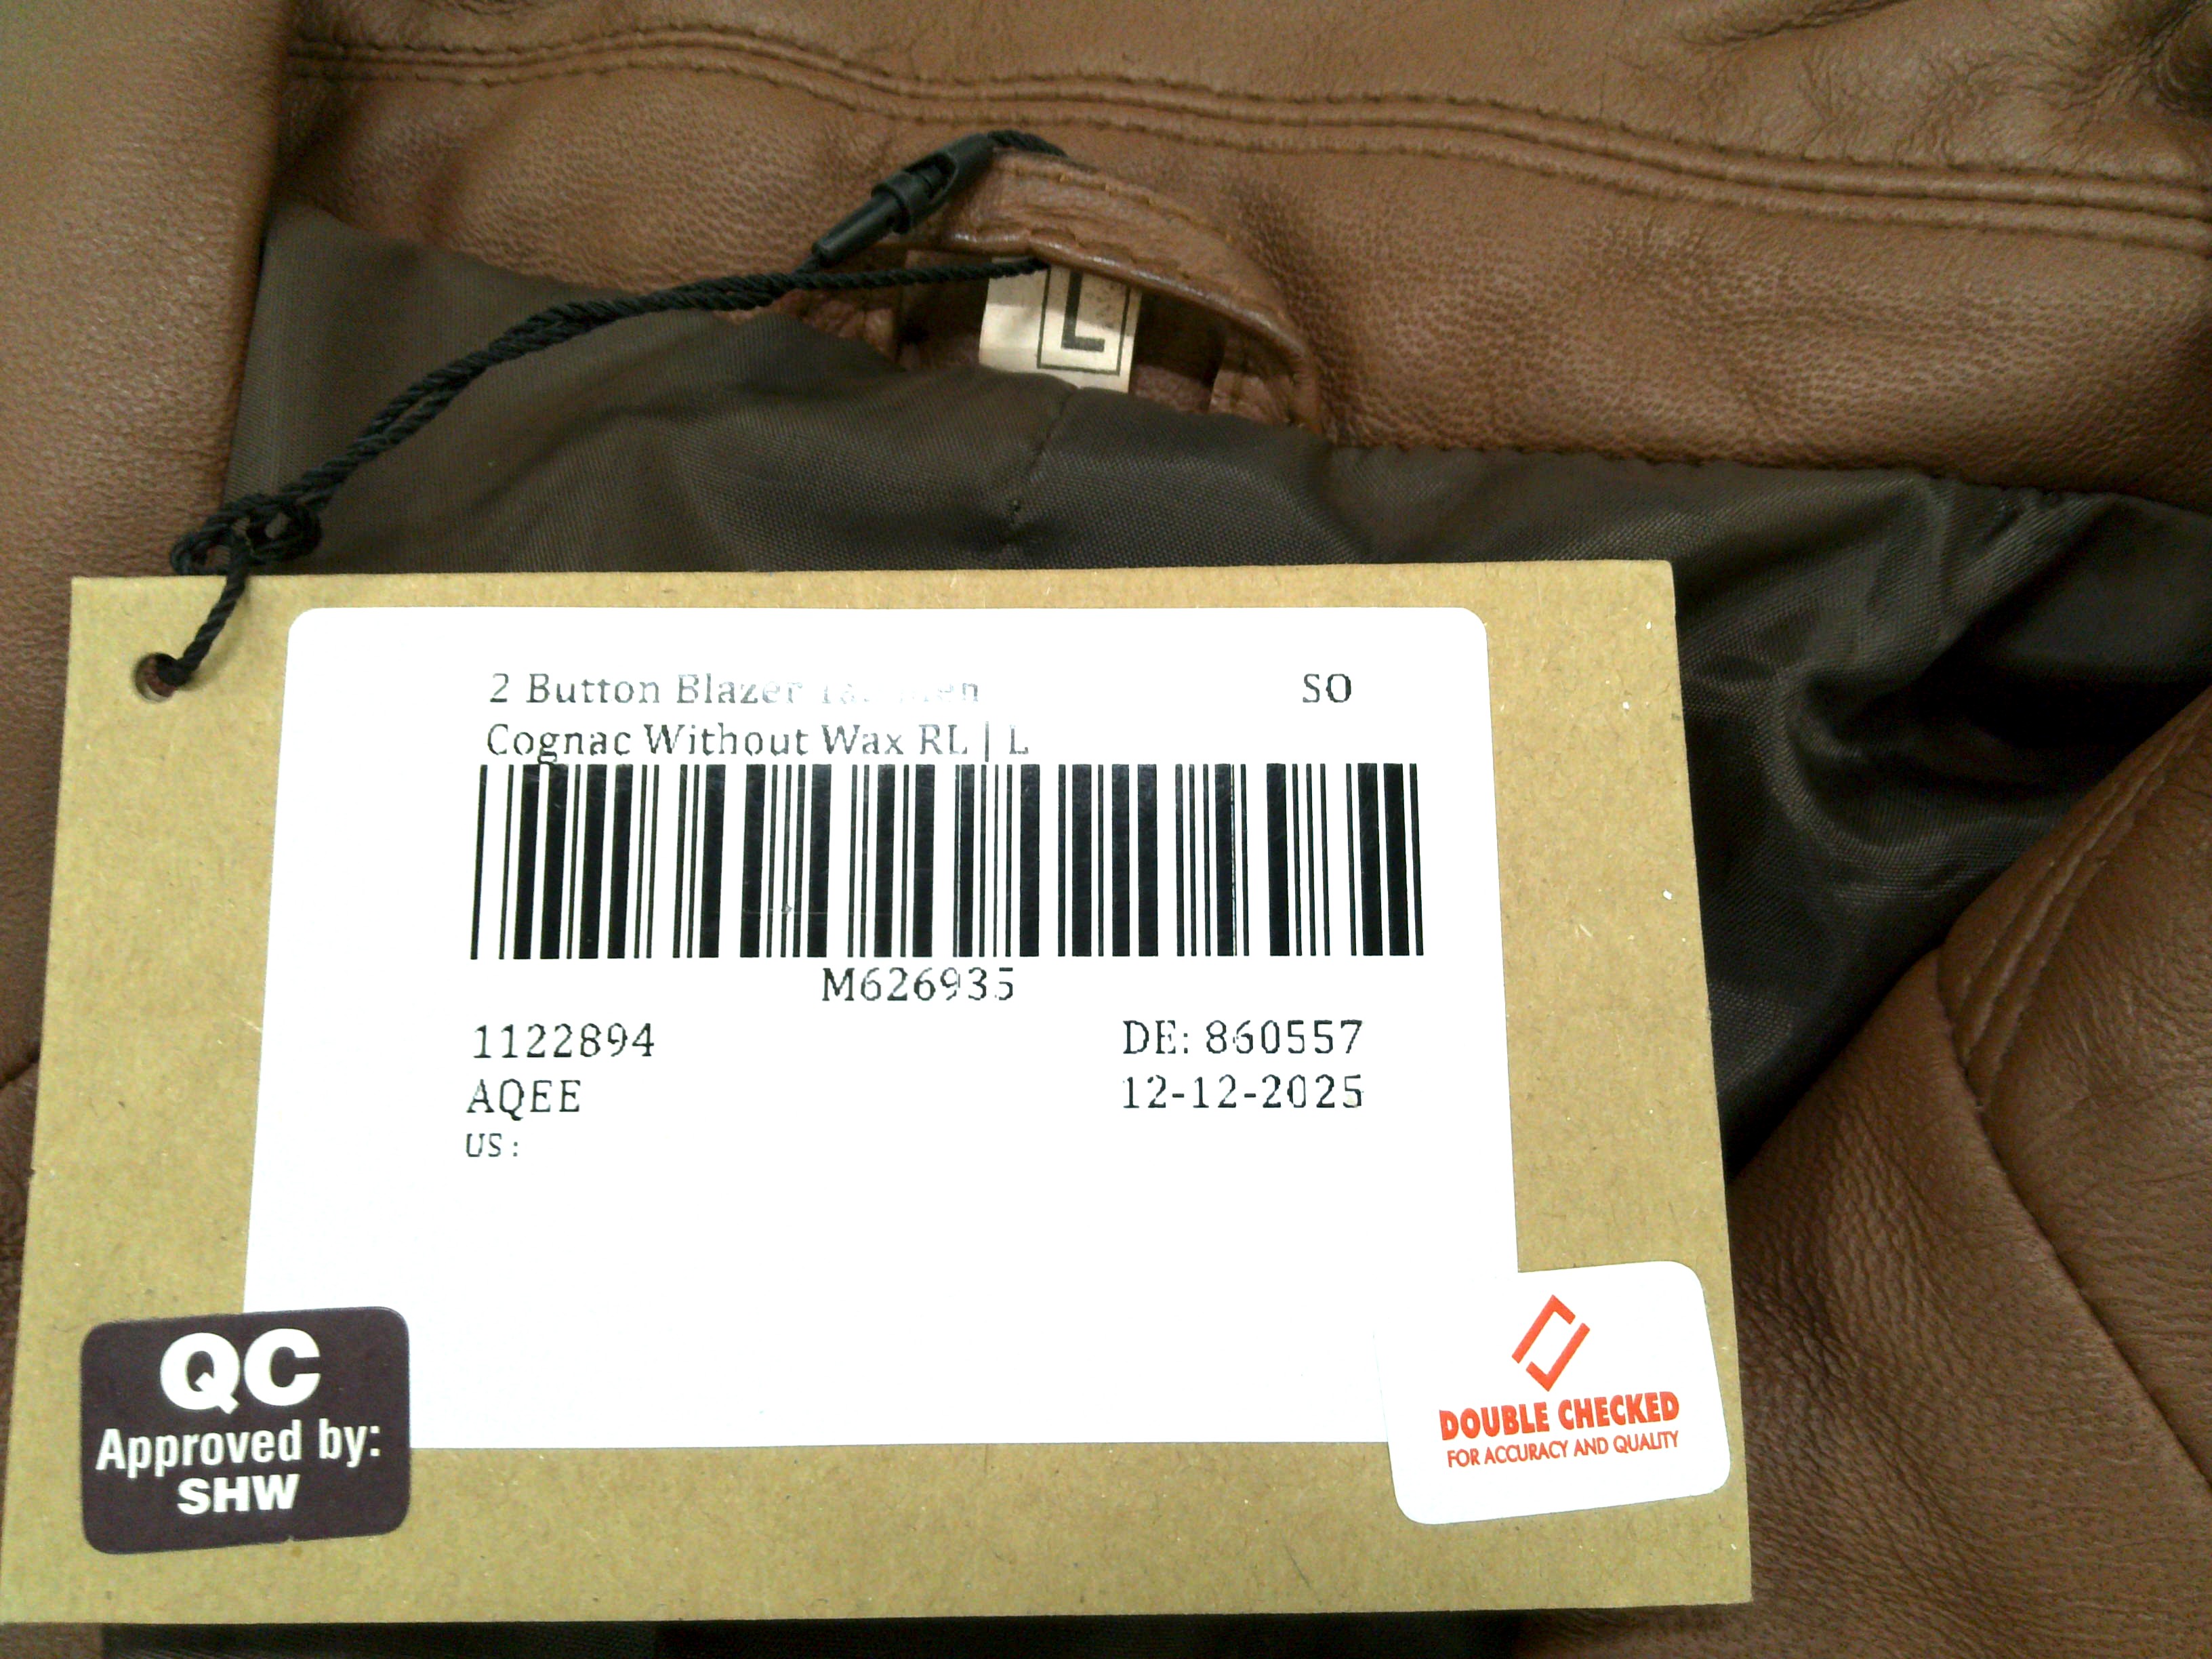 L
2 Button Blazer
SO
Cognac Without Wax RL | L
M626935
1122894
DE: 860557
AQEE
12-12-2025
US :
QC
Approved by:
SHW
DOUBLE CHECKED
FOR ACCURACY AND QUALITY